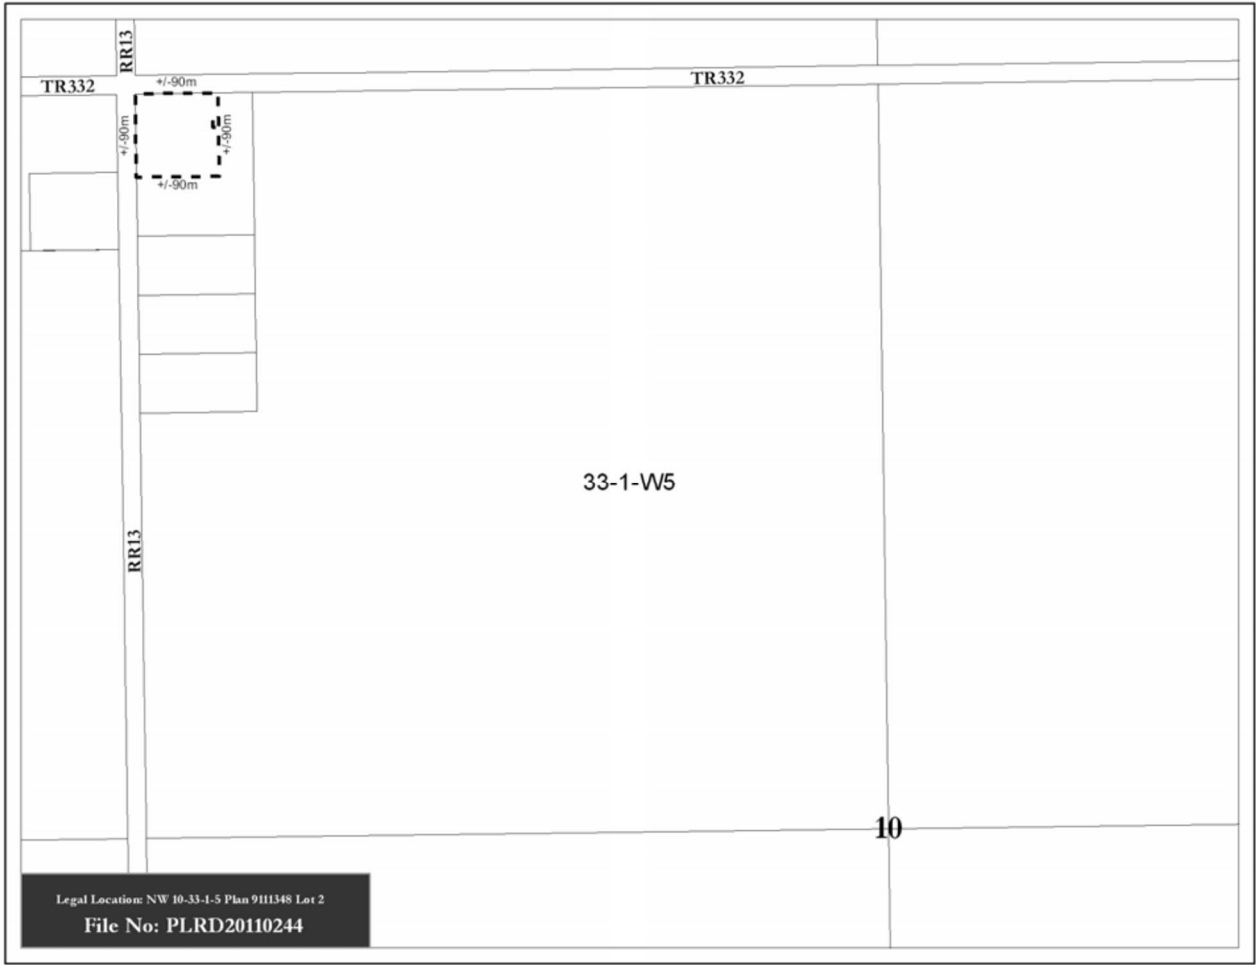 RR13
TR332
TR332
+/-90m
+/-90m
+/-90m
+/-90m
33-1-W5
RR13
10
Legal Location: NW 10-33-1-5 Plan 9111348 Lot 2
File No: PLRD20110244